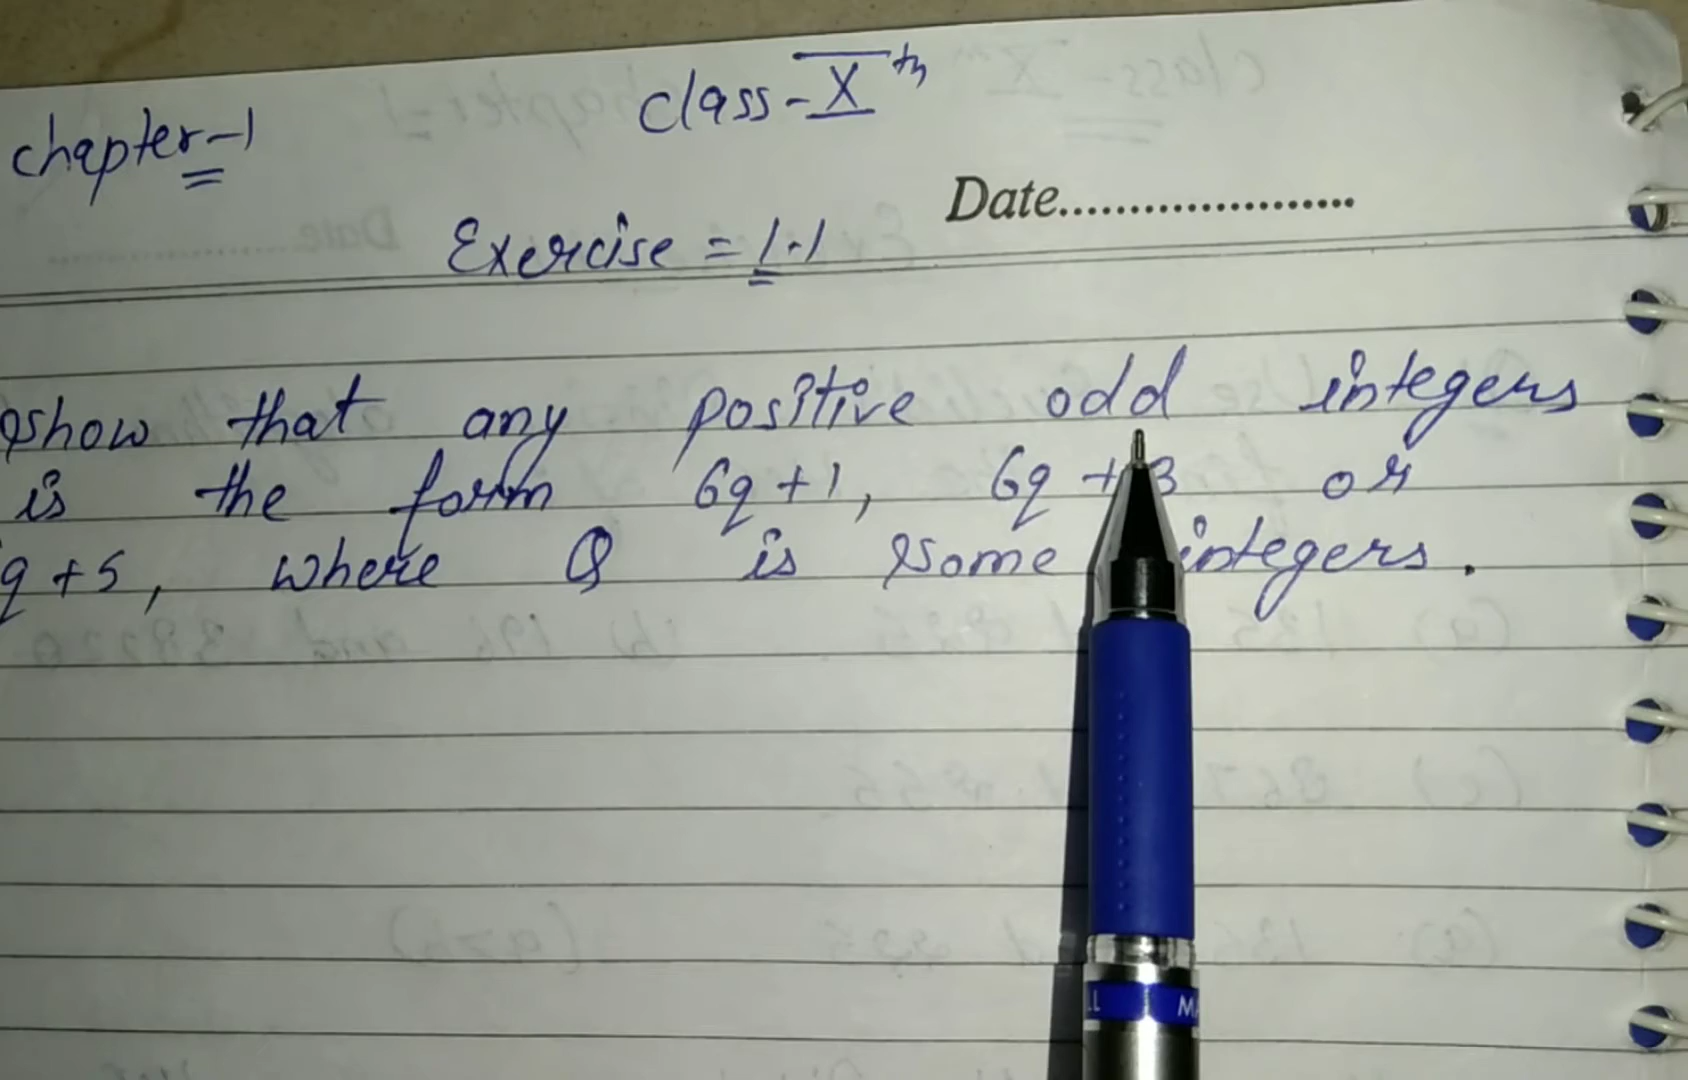 Class-Xth
chapter-1
Date......................
Exercise = 1.1
show that any positive odd integers
is the form 6q+1, 6q+3 or
q+5, where Q is some integers.